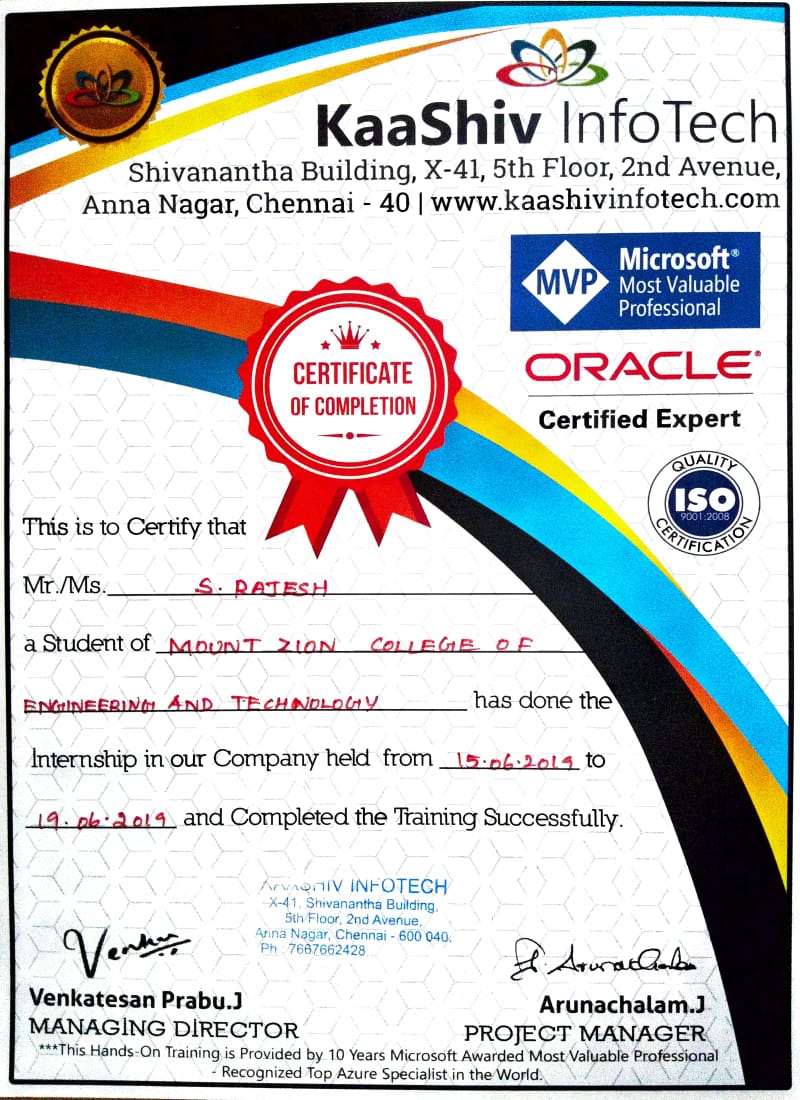 KaaShiv InfoTech
Shivanantha Building, X-41, 5th Floor, 2nd Avenue,
Anna Nagar, Chennai - 40 | www.kaashivinfotech.com
MVP
Microsoft®
Most Valuable
Professional
ORACLE®
Certified Expert
CERTIFICATE
OF COMPLETION
QUALITY
ISO
9001:2008
CERTIFICATION
This is to Certify that
Mr./Ms. S. RAJESH
a Student of MOUNT ZION COLLEGE OF
ENGINEERING AND TECHNOLOGY has done the
Internship in our Company held from 15.06.2019 to
19.06.2019 and Completed the Training Successfully.
KAASHIV INFOTECH
X-41, Shivanantha Building,
5th Floor, 2nd Avenue,
Anna Nagar, Chennai - 600 040.
Ph : 7667662428
Venkatesan Prabu.J
MANAGING DIRECTOR
Arunachalam.J
PROJECT MANAGER
***This Hands-On Training is Provided by 10 Years Microsoft Awarded Most Valuable Professional
- Recognized Top Azure Specialist in the World.